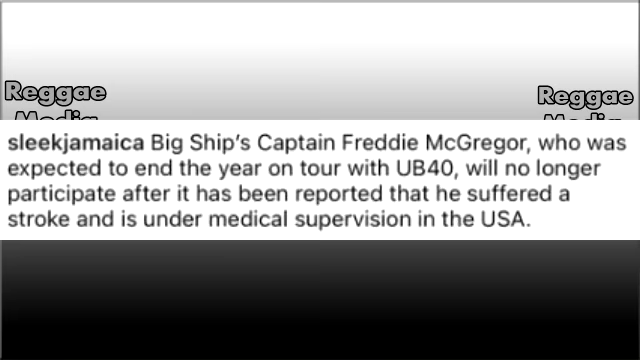 Reggae
Reggae
Media
Media
sleekjamaica Big Ship's Captain Freddie McGregor, who was
expected to end the year on tour with UB40, will no longer
participate after it has been reported that he suffered a
stroke and is under medical supervision in the USA.